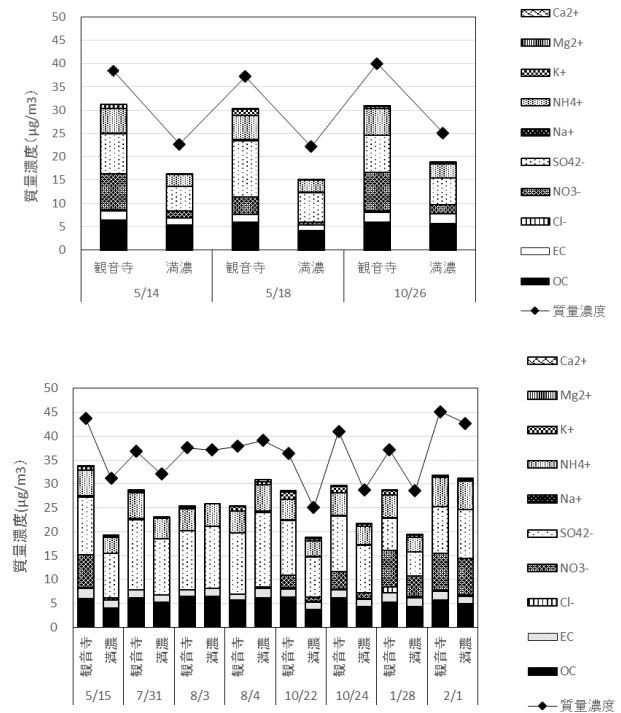 50
45
40
35
30
25
20
15
10
5
0
質量濃度(μg/m3)
観音寺 満濃 観音寺 満濃 観音寺 満濃
5/14 5/18 10/26
Ca2+
Mg2+
K+
NH4+
Na+
SO42-
NO3-
Cl-
EC
OC
質量濃度
50
45
40
35
30
25
20
15
10
5
0
質量濃度(μg/m3)
観音寺 満濃 観音寺 満濃 観音寺 満濃 観音寺 満濃 観音寺 満濃 観音寺 満濃 観音寺 満濃 観音寺 満濃
5/15 7/31 8/3 8/4 10/22 10/24 1/28 2/1
Ca2+
Mg2+
K+
NH4+
Na+
SO42-
NO3-
Cl-
EC
OC
質量濃度